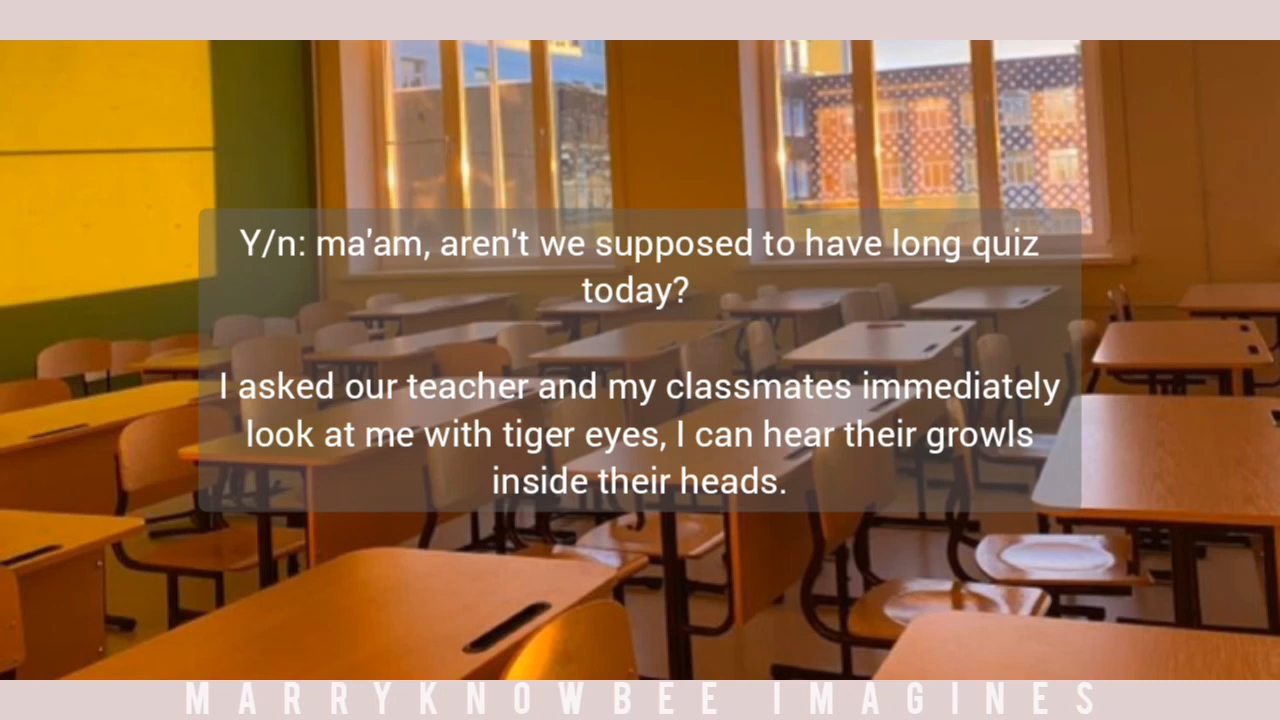 Y/n: ma'am, aren't we supposed to have long quiz
today?
I asked our teacher and my classmates immediately
look at me with tiger eyes, I can hear their growls
inside their heads.
MARRYKNOWBEE IMAGINES